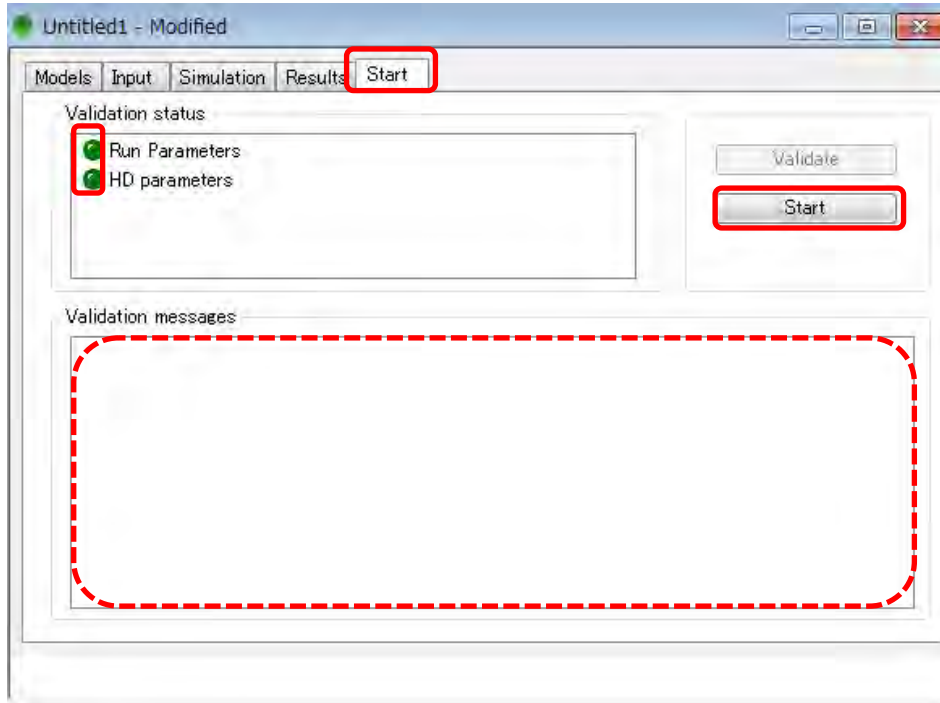 Untitled1 - Modified
Models Input Simulation Results Start
Validation status
Run Parameters
HD parameters
Validate
Start
Validation messages